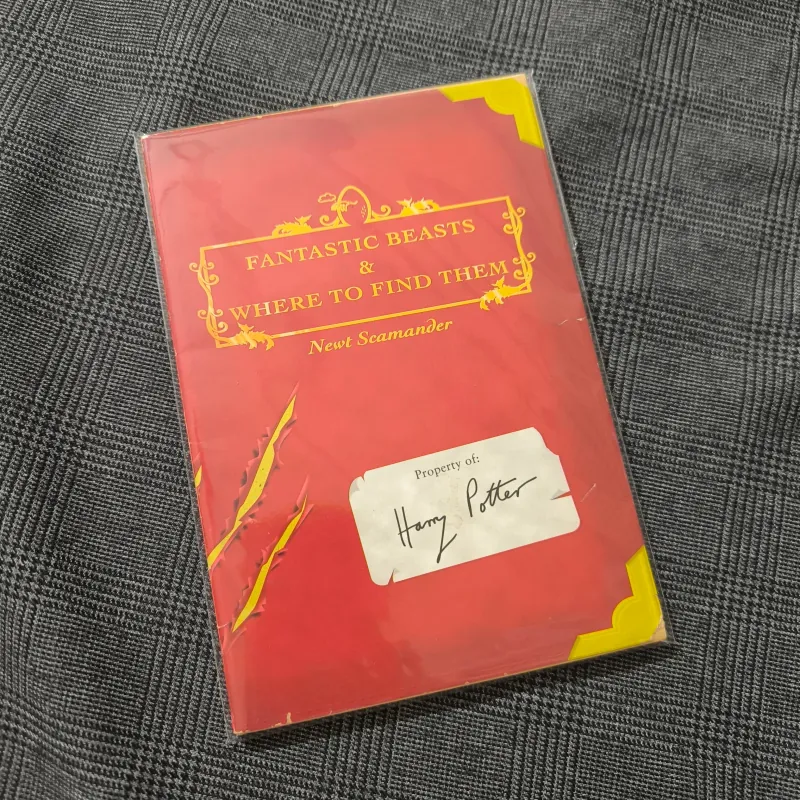 FANTASTIC BEASTS
&
WHERE TO FIND THEM
Newt Scamander
Property of:
Harry Potter